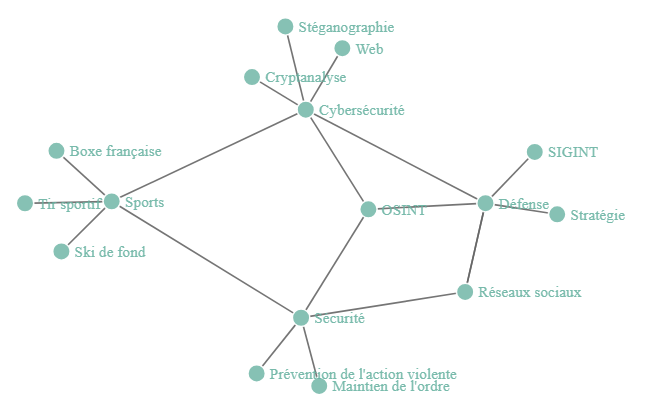 Stéganographie
Web
Cryptanalyse
Cybersécurité
Boxe française
SIGINT
Tir sportif
Sports
OSINT
Défense
Stratégie
Ski de fond
Réseaux sociaux
Sécurité
Prévention de l'action violente
Maintien de l'ordre